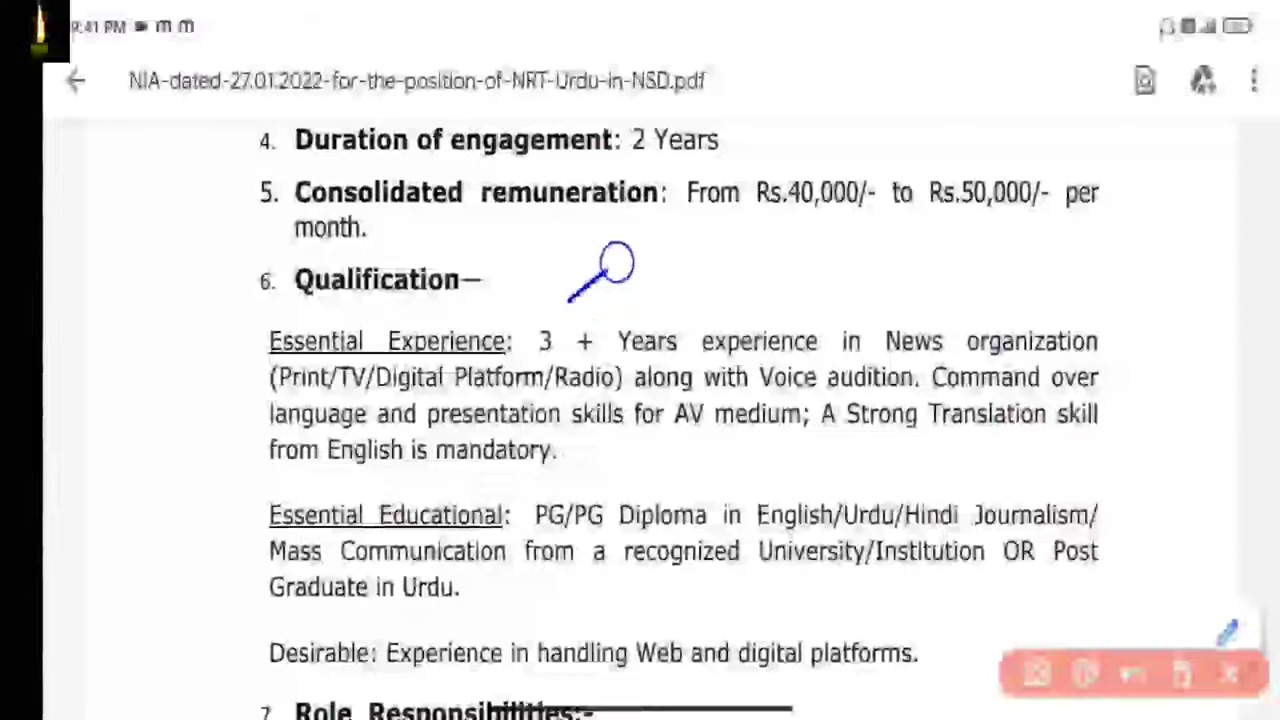 9:41 PM m m
NIA-dated-27.01.2022-for-the-position-of-NRT-Urdu-in-NSD.pdf
4. Duration of engagement: 2 Years
5. Consolidated remuneration: From Rs.40,000/- to Rs.50,000/- per
month.
6. Qualification—
Essential Experience: 3 + Years experience in News organization
(Print/TV/Digital Platform/Radio) along with Voice audition. Command over
language and presentation skills for AV medium; A Strong Translation skill
from English is mandatory.
Essential Educational: PG/PG Diploma in English/Urdu/Hindi Journalism/
Mass Communication from a recognized University/Institution OR Post
Graduate in Urdu.
Desirable: Experience in handling Web and digital platforms.
7 Role Responsibilities:-